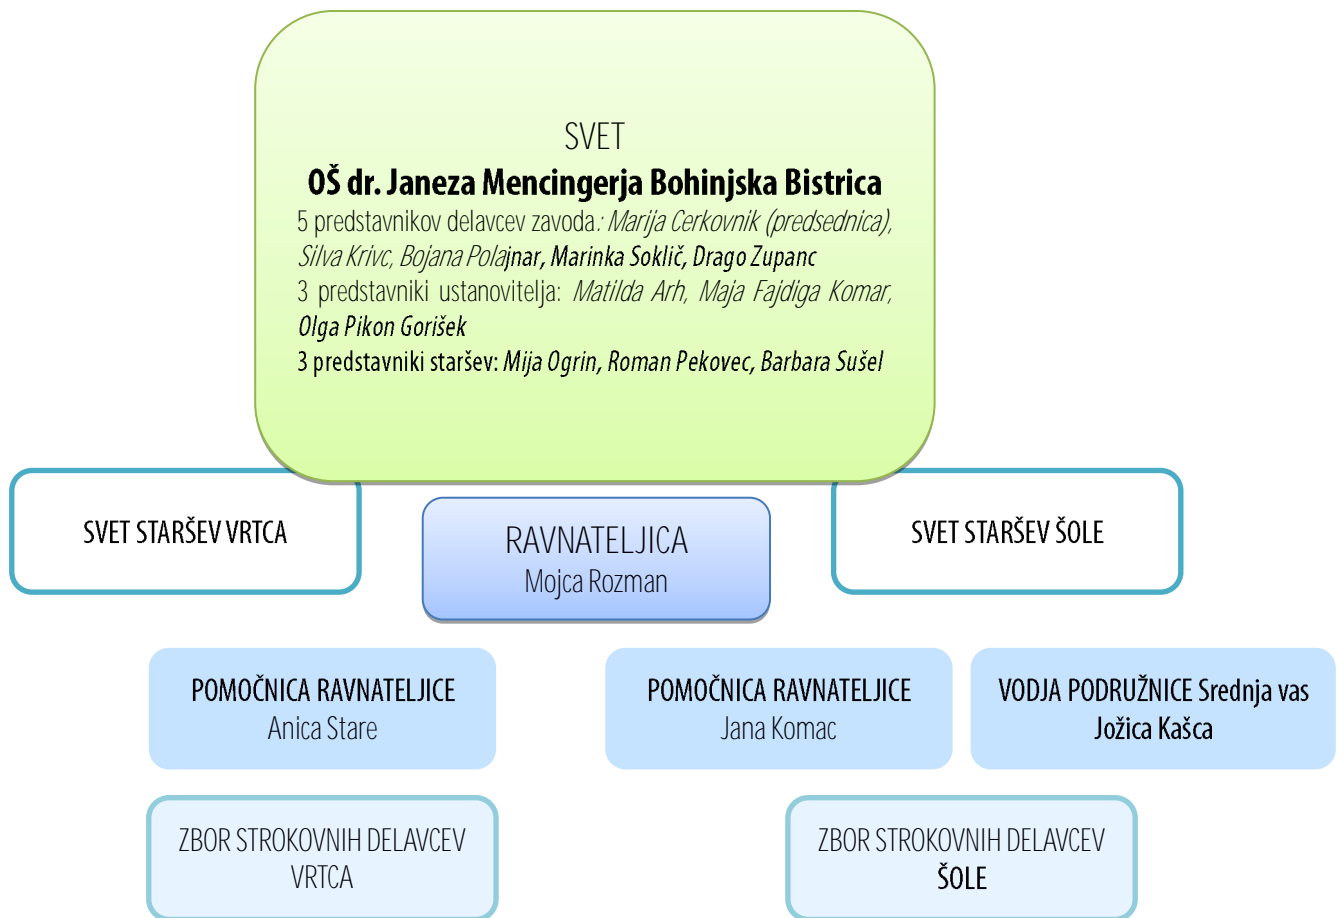 SVET
OŠ dr. Janeza Mencingerja Bohinjska Bistrica
5 predstavnikov delavcev zavoda: Marija Cerkovnik (predsednica),
Silva Krivc, Bojana Polajnar, Marinka Soklič, Drago Zupanc
3 predstavniki ustanovitelja: Matilda Arh, Maja Fajdiga Komar,
Olga Pikon Gorišek
3 predstavniki staršev: Mija Ogrin, Roman Pekovec, Barbara Sušel
SVET STARŠEV VRTCA
RAVNATELJICA
Mojca Rozman
SVET STARŠEV ŠOLE
POMOČNICA RAVNATELJICE
Anica Stare
POMOČNICA RAVNATELJICE
Jana Komac
VODJA PODRUŽNICE Srednja vas
Jožica Kašca
ZBOR STROKOVNIH DELAVCEV
VRTCA
ZBOR STROKOVNIH DELAVCEV
ŠOLE